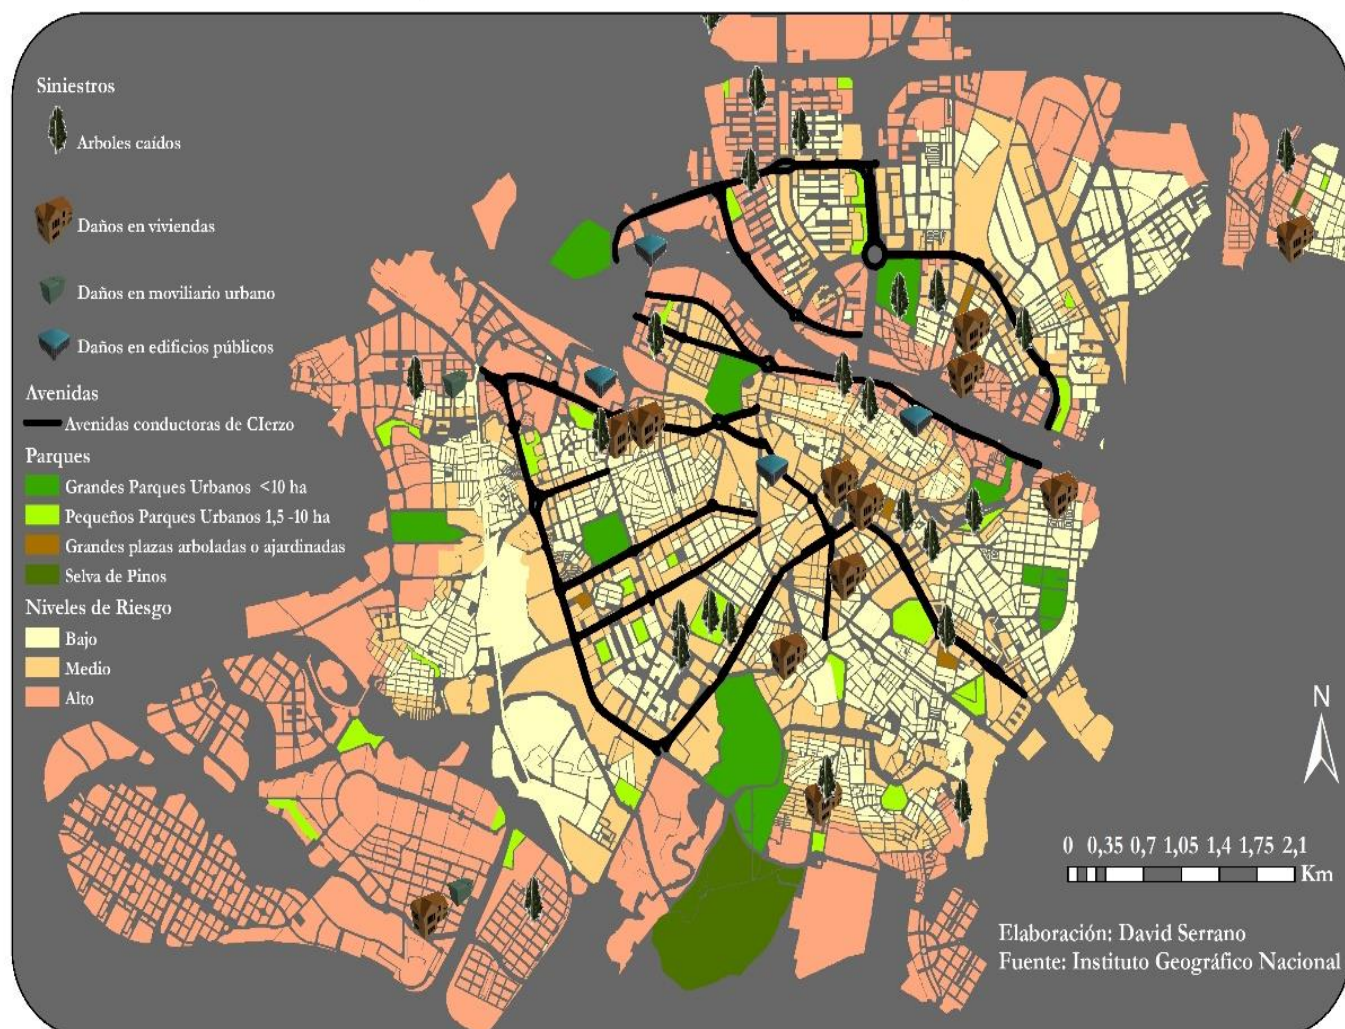 Siniestros
Arboles caídos
Daños en viviendas
Daños en moviliario urbano
Daños en edificios públicos
Avenidas
Avenidas conductoras de CIerzo
Parques
Grandes Parques Urbanos <10 ha
Pequeños Parques Urbanos 1,5 -10 ha
Grandes plazas arboladas o ajardinadas
Selva de Pinos
Niveles de Riesgo
Bajo
Medio
Alto
N
0 0,35 0,7 1,05 1,4 1,75 2,1
Km
Elaboración: David Serrano
Fuente: Instituto Geográfico Nacional